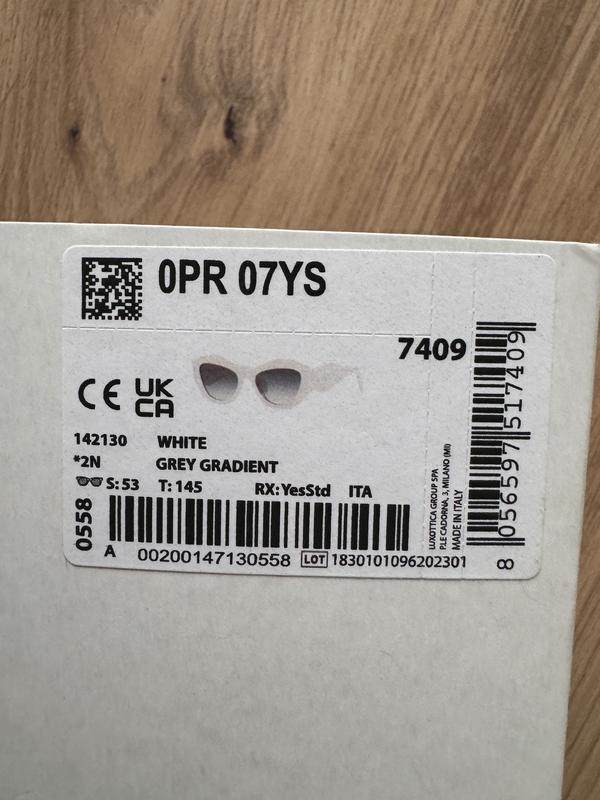 0PR 07YS
7409
CE UK CA
142130 WHITE
*2N GREY GRADIENT
S: 53 T: 145 RX: YesStd ITA
0558
A 00200147130558 LOT 1830101096202301
LUXOTTICA GROUP SPA
P.LE CADORNA, 3, MILANO (MI)
MADE IN ITALY
8 056597 517409